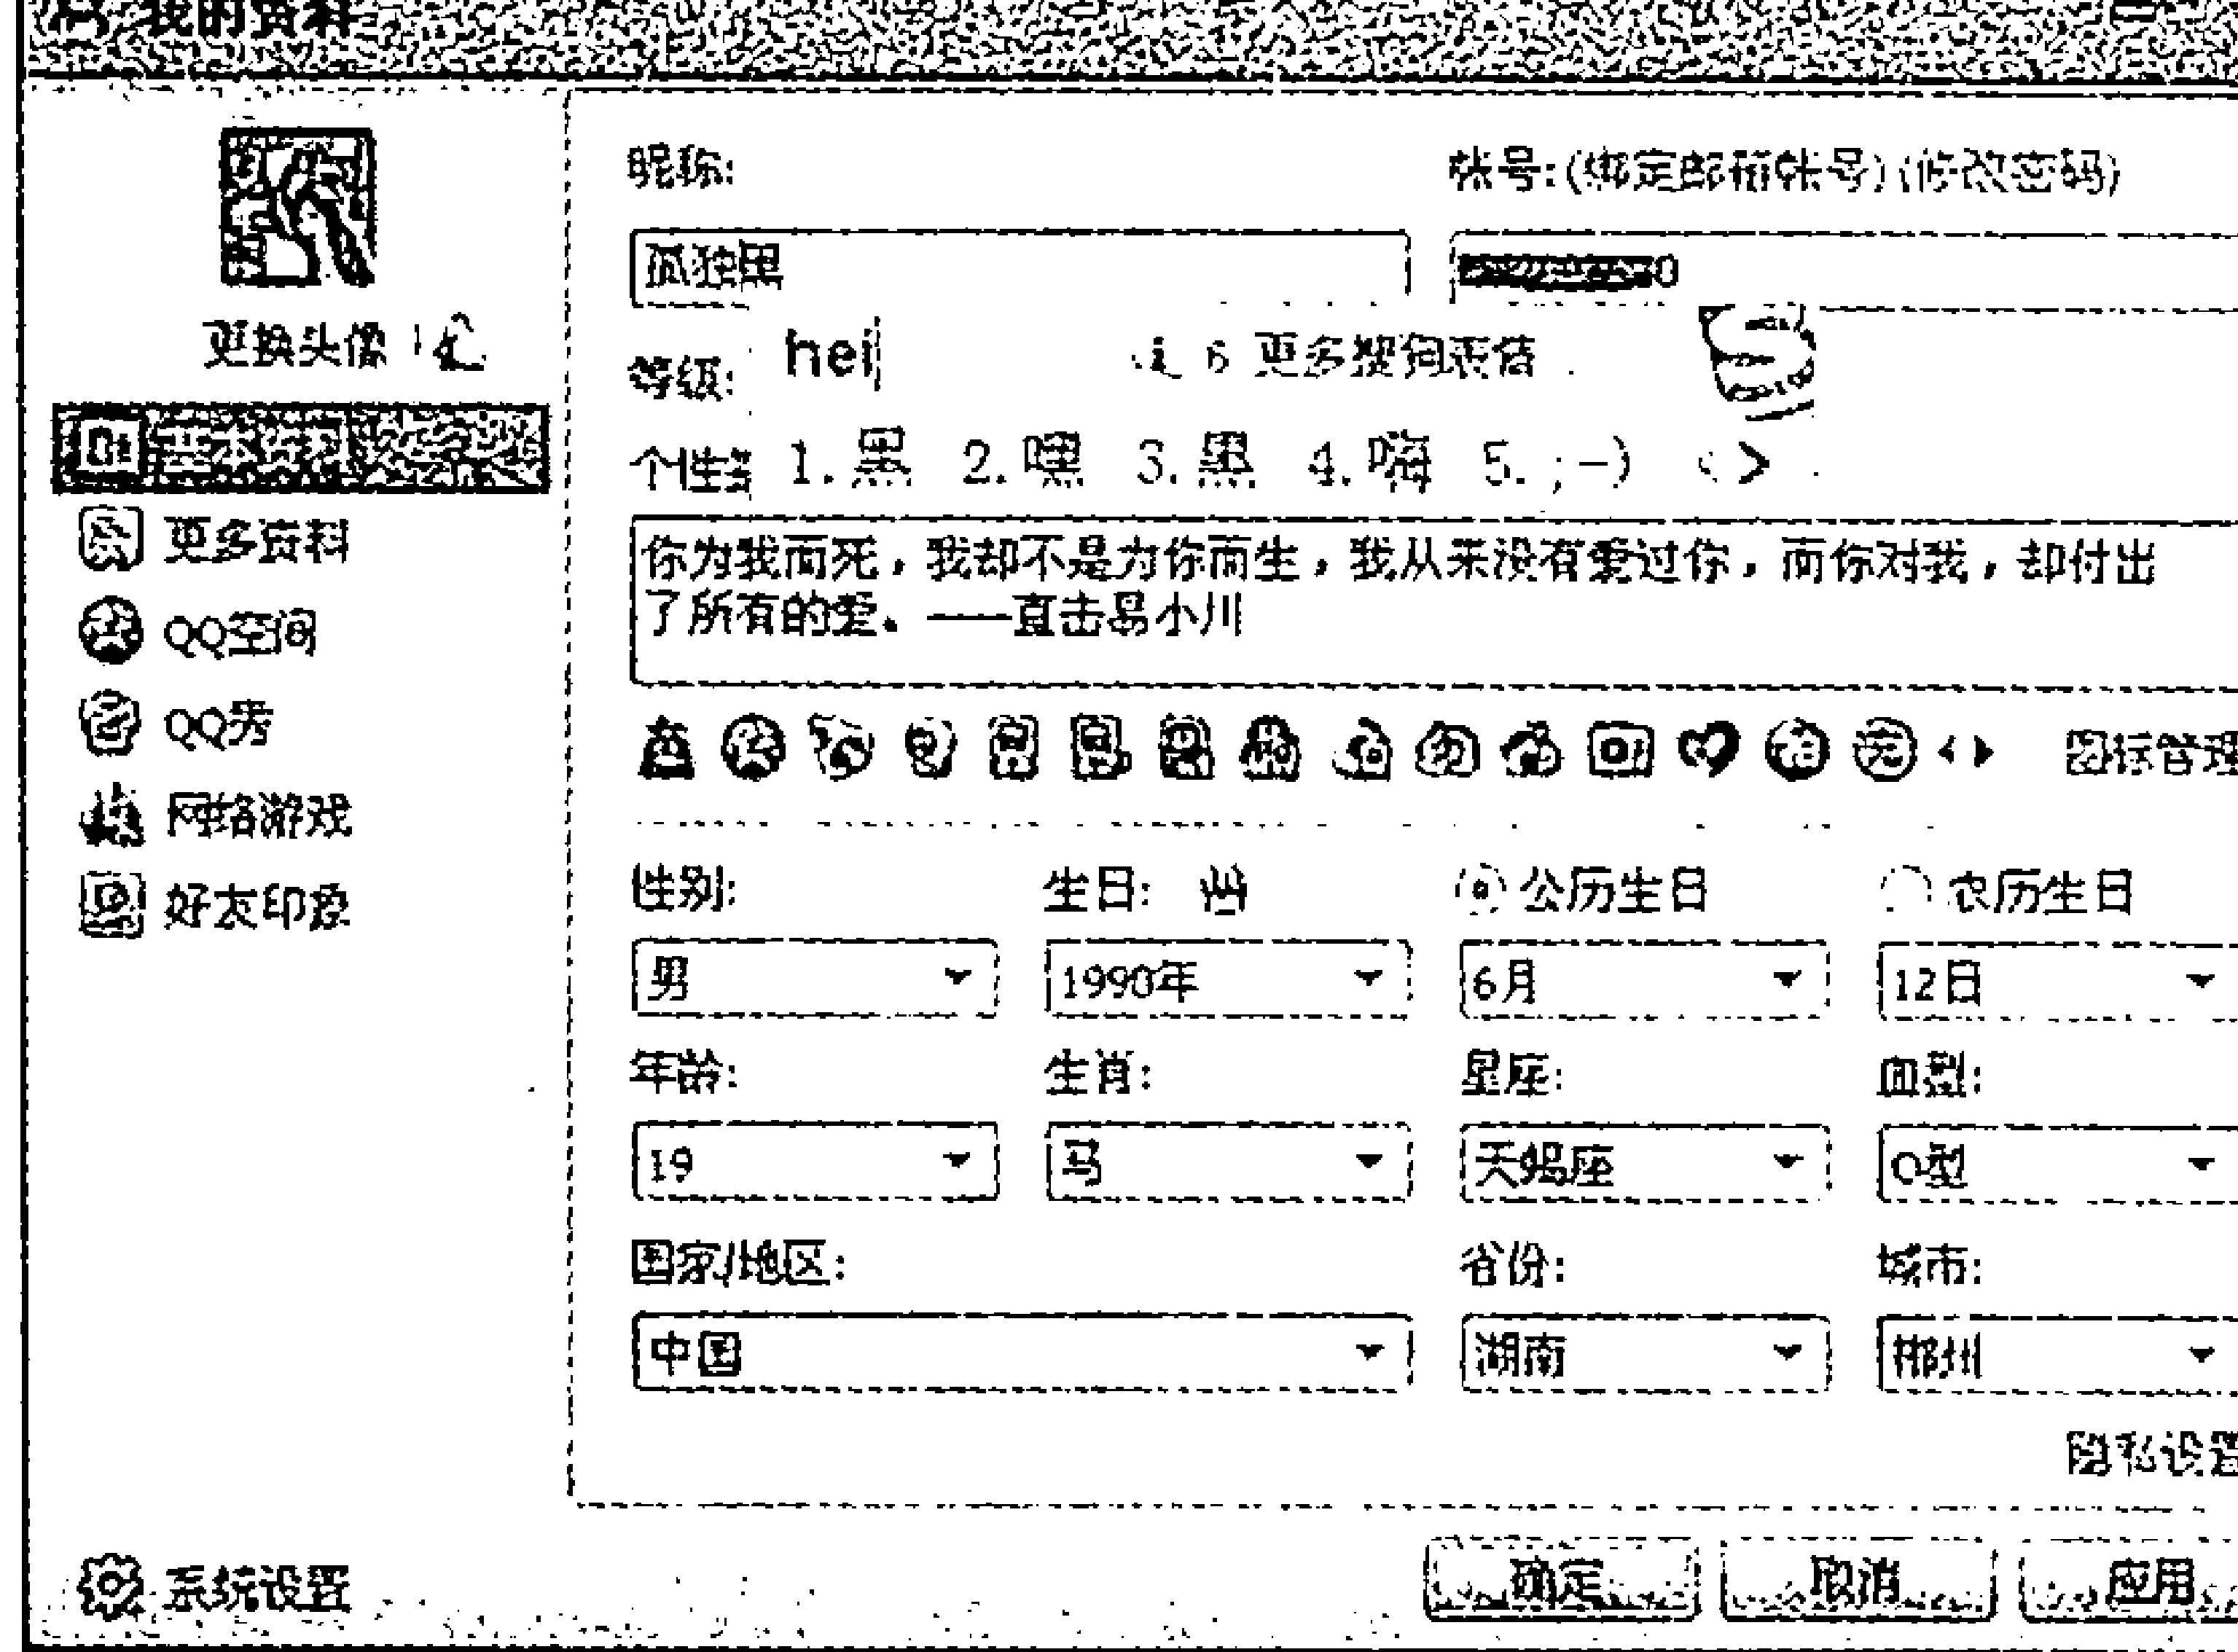 我的资料
更换头像
基本资料
更多资料
QQ空间
QQ秀
网络游戏
好友印象
系统设置
昵称:
帐号:(绑定邮箱帐号)(修改密码)
孤独黑
0
等级:
hei
6 更多搜狗表情
个性
1.黑 2.嘿 3.黒 4.嗨 5.;-)
你为我而死，我却不是为你而生，我从来没有爱过你，而你对我，却付出
了所有的爱。——直击易小川
图标管理
性别:
生日:
公历生日
农历生日
男
1990年
6月
12日
年龄:
生肖:
星座:
血型:
19
马
天蝎座
O型
国家/地区:
省份:
城市:
中国
湖南
郴州
隐私设置
确定
取消
应用